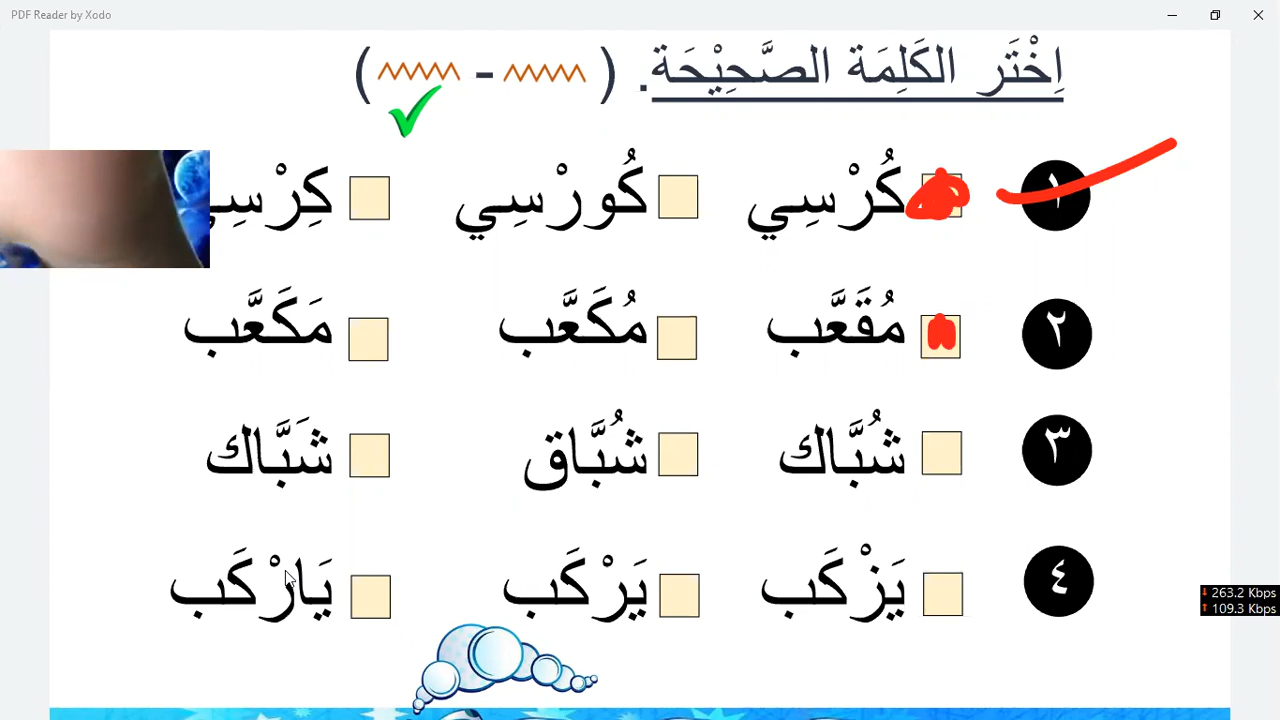 PDF Reader by Xodo
اِخْتَر الكَلِمَة الصَّحِيْحَة. ( - )
١ كُرْسِي كُورْسِي كِرْسِي
٢ مُقَعَّب مُكَعَّب مَكَعَّب
٣ شُبَّاك شُبَّاق شَبَّاك
٤ يَزْكَب يَرْكَب يَارْكَب
263.2 Kbps
109.3 Kbps